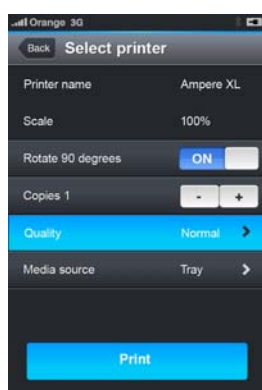 Orange 3G
Back Select printer
Printer name Ampere XL
Scale 100%
Rotate 90 degrees ON
Copies 1 - +
Quality Normal
Media source Tray
Print